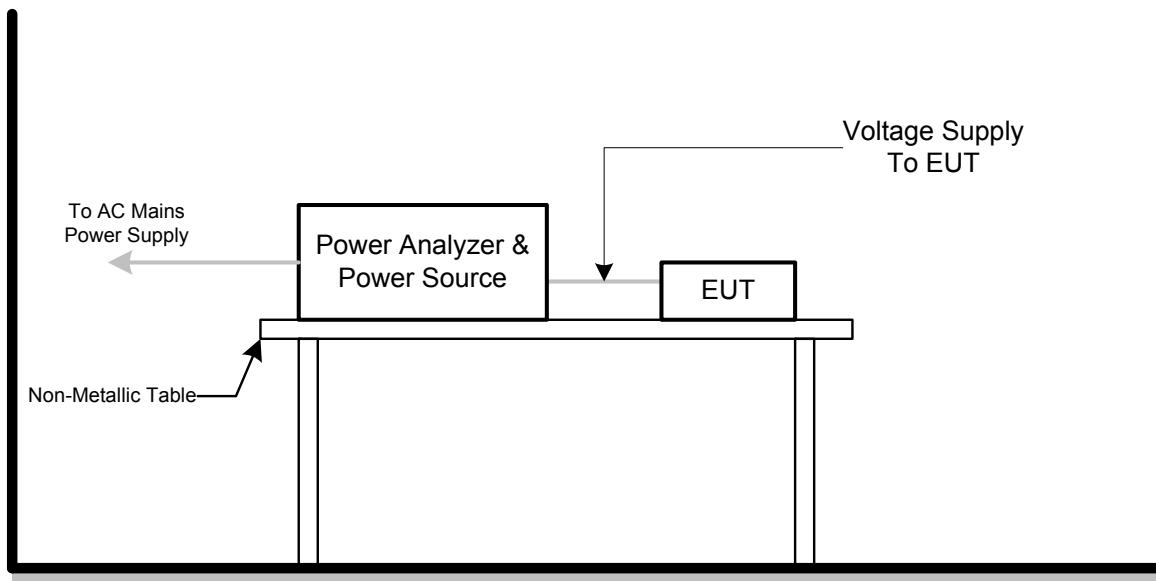 Voltage Supply
To EUT
To AC Mains
Power Supply
Power Analyzer &
Power Source
EUT
Non-Metallic Table